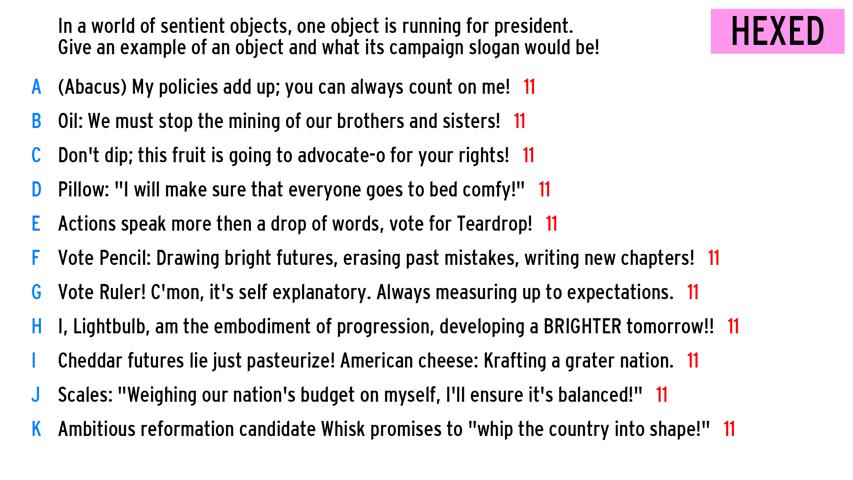 In a world of sentient objects, one object is running for president.
Give an example of an object and what its campaign slogan would be!
HEXED
A (Abacus) My policies add up; you can always count on me! 11
B Oil: We must stop the mining of our brothers and sisters! 11
C Don't dip; this fruit is going to advocate-o for your rights! 11
D Pillow: "I will make sure that everyone goes to bed comfy!" 11
E Actions speak more then a drop of words, vote for Teardrop! 11
F Vote Pencil: Drawing bright futures, erasing past mistakes, writing new chapters! 11
G Vote Ruler! C'mon, it's self explanatory. Always measuring up to expectations. 11
H I, Lightbulb, am the embodiment of progression, developing a BRIGHTER tomorrow!! 11
I Cheddar futures lie just pasteurize! American cheese: Krafting a grater nation. 11
J Scales: "Weighing our nation's budget on myself, I'll ensure it's balanced!" 11
K Ambitious reformation candidate Whisk promises to "whip the country into shape!" 11